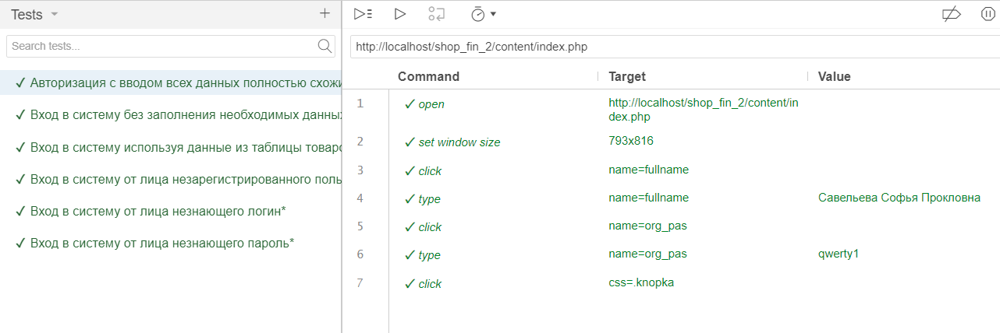 Tests
Search tests...
Авторизация с вводом всех данных полностью схожи
Вход в систему без заполнения необходимых данных
Вход в систему используя данные из таблицы товаро
Вход в систему от лица незарегистрированного поль
Вход в систему от лица незнающего логин*
Вход в систему от лица незнающего пароль*
http://localhost/shop_fin_2/content/index.php
Command Target Value
1 open http://localhost/shop_fin_2/content/in
dex.php
2 set window size 793x816
3 click name=fullname
4 type name=fullname Савельева Софья Прокловна
5 click name=org_pas
6 type name=org_pas qwerty1
7 click css=.knopka